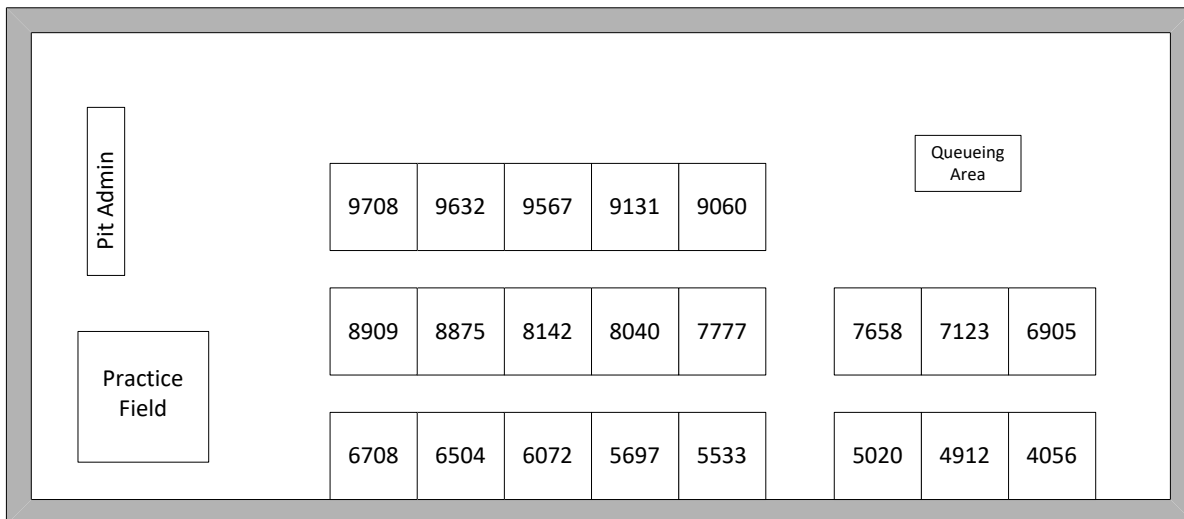 Pit Admin
Queueing
Area
9708 9632 9567 9131 9060
8909 8875 8142 8040 7777 7658 7123 6905
Practice
Field
6708 6504 6072 5697 5533 5020 4912 4056